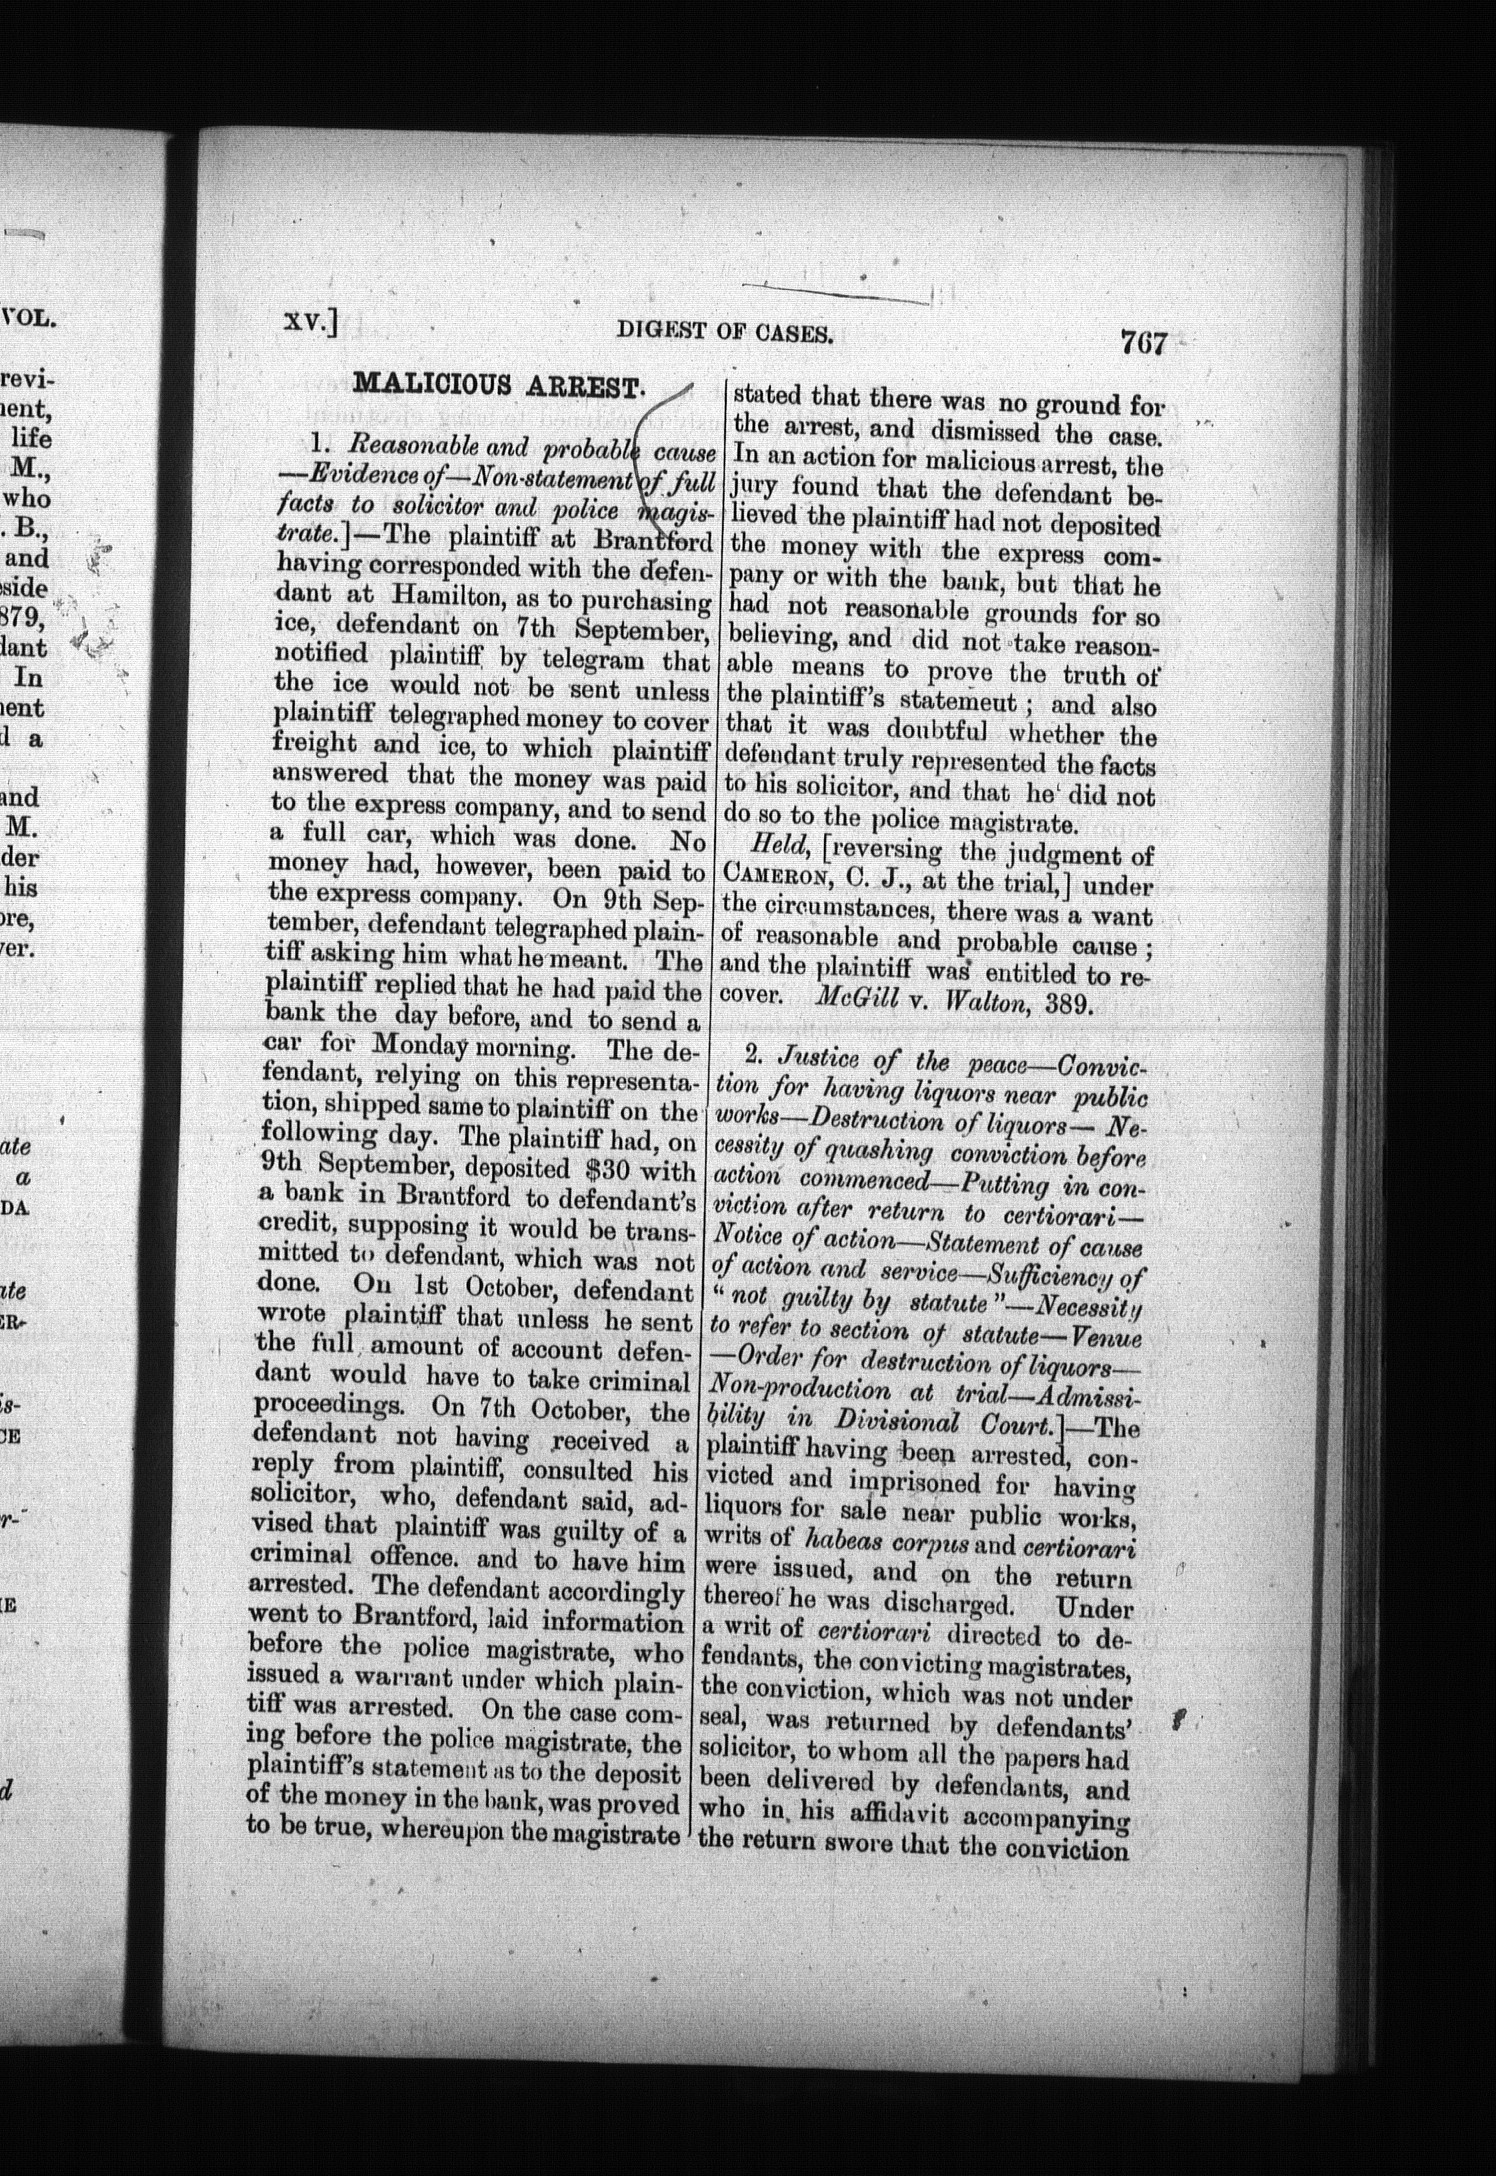 VOL.
revi-
life
M.,
who
and
M.
his
a
XV.]
DIGEST OF CASES.
767
MALICIOUS ARREST.
1. Reasonable and probable cause
—Evidence of—Non-statement of full
facts to solicitor and police magis-
trate.]—The plaintiff at Brantford
having corresponded with the defen-
dant at Hamilton, as to purchasing
ice, defendant on 7th September,
notified plaintiff by telegram that
the ice would not be sent unless
plaintiff telegraphed money to cover
freight and ice, to which plaintiff
answered that the money was paid
to the express company, and to send
a full car, which was done. No
money had, however, been paid to
the express company. On 9th Sep-
tember, defendant telegraphed plain-
tiff asking him what he meant. The
plaintiff replied that he had paid the
bank the day before, and to send a
car for Monday morning. The de-
fendant, relying on this representa-
tion, shipped same to plaintiff on the
following day. The plaintiff had, on
9th September, deposited $30 with
a bank in Brantford to defendant's
credit, supposing it would be trans-
mitted to defendant, which was not
done. On 1st October, defendant
wrote plaintiff that unless he sent
the full amount of account defen-
dant would have to take criminal
proceedings. On 7th October, the
defendant not having received a
reply from plaintiff, consulted his
solicitor, who, defendant said, ad-
vised that plaintiff was guilty of a
criminal offence. and to have him
arrested. The defendant accordingly
went to Brantford, laid information
before the police magistrate, who
issued a warrant under which plain-
tiff was arrested. On the case com-
ing before the police magistrate, the
plaintiff's statement as to the deposit
of the money in the bank, was proved
to be true, whereupon the magistrate
stated that there was no ground for
the arrest, and dismissed the case.
In an action for malicious arrest, the
jury found that the defendant be-
lieved the plaintiff had not deposited
the money with the express com-
pany or with the bank, but that he
had not reasonable grounds for so
believing, and did not take reason-
able means to prove the truth of
the plaintiff's statement ; and also
that it was doubtful whether the
defendant truly represented the facts
to his solicitor, and that he did not
do so to the police magistrate.
Held, [reversing the judgment of
CAMERON, C. J., at the trial,] under
the circumstances, there was a want
of reasonable and probable cause ;
and the plaintiff was entitled to re-
cover. McGill v. Walton, 389.
2. Justice of the peace—Convic-
tion for having liquors near public
works—Destruction of liquors— Ne-
cessity of quashing conviction before
action commenced—Putting in con-
viction after return to certiorari—
Notice of action—Statement of cause
of action and service—Sufficiency of
“ not guilty by statute ”—Necessity
to refer to section of statute—Venue
—Order for destruction of liquors—
Non-production at trial—Admissi-
bility in Divisional Court.]—The
plaintiff having been arrested, con-
victed and imprisoned for having
liquors for sale near public works,
writs of habeas corpus and certiorari
were issued, and on the return
thereof he was discharged. Under
a writ of certiorari directed to de-
fendants, the convicting magistrates,
the conviction, which was not under
seal, was returned by defendants'
solicitor, to whom all the papers had
been delivered by defendants, and
who in his affidavit accompanying
the return swore that the conviction